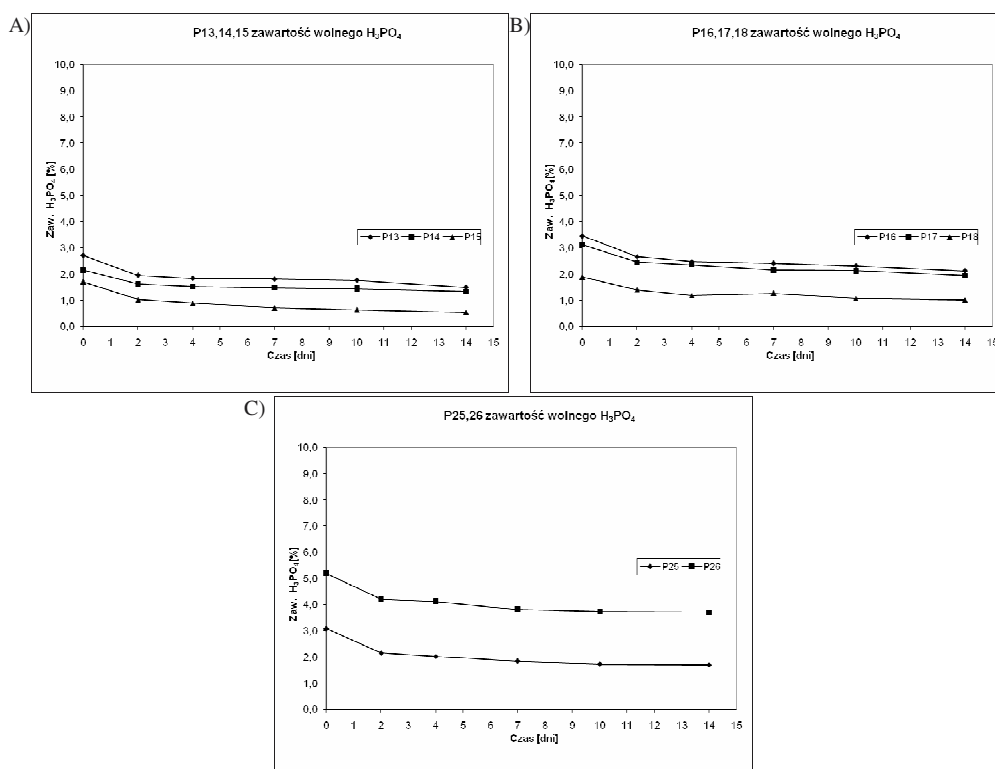 A)
P13,14,15 zawartość wolnego H₃PO₄
10,0
9,0
8,0
7,0
6,0
5,0
4,0
3,0
2,0
1,0
0,0
Zaw. H₃PO₄ [%]
P13 P14 P15
0 1 2 3 4 5 6 7 8 9 10 11 12 13 14 15
Czas [dni]
B)
P16,17,18 zawartość wolnego H₃PO₄
10,0
9,0
8,0
7,0
6,0
5,0
4,0
3,0
2,0
1,0
0,0
Zaw. H₃PO₄ [%]
P16 P17 P18
0 1 2 3 4 5 6 7 8 9 10 11 12 13 14 15
Czas [dni]
C)
P25,26 zawartość wolnego H₃PO₄
10,0
9,0
8,0
7,0
6,0
5,0
4,0
3,0
2,0
1,0
0,0
Zaw. H₃PO₄ [%]
P25 P26
0 1 2 3 4 5 6 7 8 9 10 11 12 13 14 15
Czas [dni]